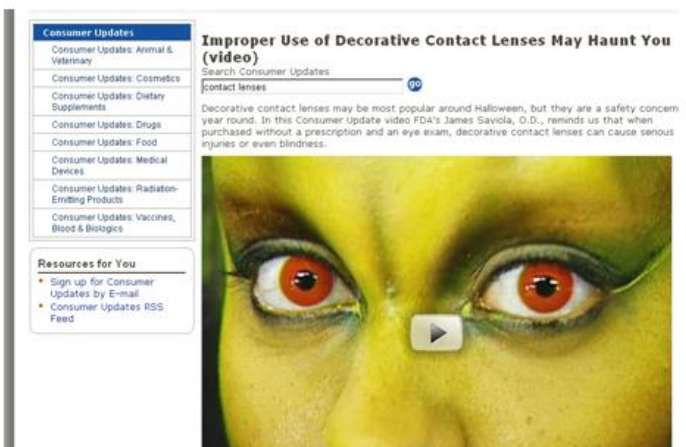 Consumer Updates
Consumer Updates: Animal &
Veterinary
Consumer Updates: Cosmetics
Consumer Updates: Dietary
Supplements
Consumer Updates: Drugs
Consumer Updates: Food
Consumer Updates: Medical
Devices
Consumer Updates: Radiation-
Emitting Products
Consumer Updates: Vaccines,
Blood & Biologics
Resources for You
Sign up for Consumer
Updates by E-mail
Consumer Updates RSS
Feed
Improper Use of Decorative Contact Lenses May Haunt You
(video)
Search Consumer Updates
contact lenses
go
Decorative contact lenses may be most popular around Halloween, but they are a safety concern
year round. In this Consumer Update video FDA's James Saviola, O.D., reminds us that when
purchased without a prescription and an eye exam, decorative contact lenses can cause serious
injuries or even blindness.